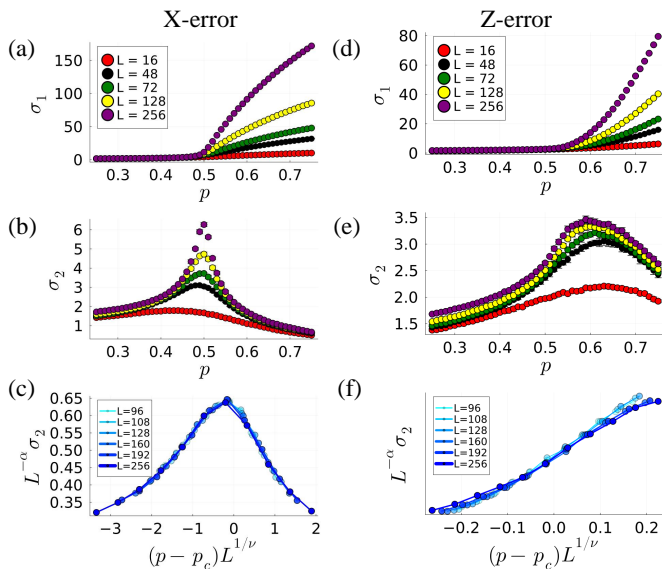 X-error
Z-error
(a)
L = 16
L = 48
L = 72
L = 128
L = 256
σ₁
150
100
50
0
0.3 0.4 0.5 0.6 0.7
p
(d)
L = 16
L = 48
L = 72
L = 128
L = 256
σ₁
80
60
40
20
0
0.3 0.4 0.5 0.6 0.7
p
(b)
σ₂
6
5
4
3
2
1
0.3 0.4 0.5 0.6 0.7
p
(e)
σ₂
3.5
3.0
2.5
2.0
1.5
0.3 0.4 0.5 0.6 0.7
p
(c)
L=96
L=108
L=128
L=160
L=192
L=256
L^{-α} σ₂
0.65
0.60
0.55
0.50
0.45
0.40
0.35
−3 −2 −1 0 1 2
(p − p_c)L^{1/ν}
(f)
L=96
L=108
L=128
L=160
L=192
L=256
L^{-α} σ₂
−0.2 −0.1 0.0 0.1 0.2
(p − p_c)L^{1/ν}